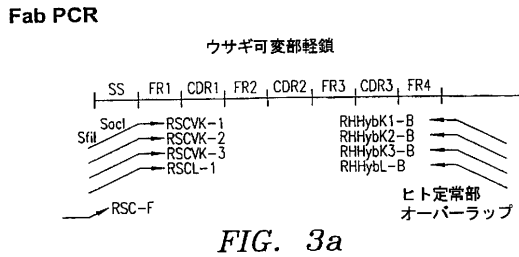 Fab PCR
ウサギ可変部軽鎖
SS FR1 CDR1 FR2 CDR2 FR3 CDR3 FR4
SfiI SacI RSCVK-1 RHHybK1-B
RSCVK-2 RHHybK2-B
RSCVK-3 RHHybK3-B
RSCL-1 RHHybL-B
RSC-F
ヒト定常部
オーバーラップ
FIG. 3a